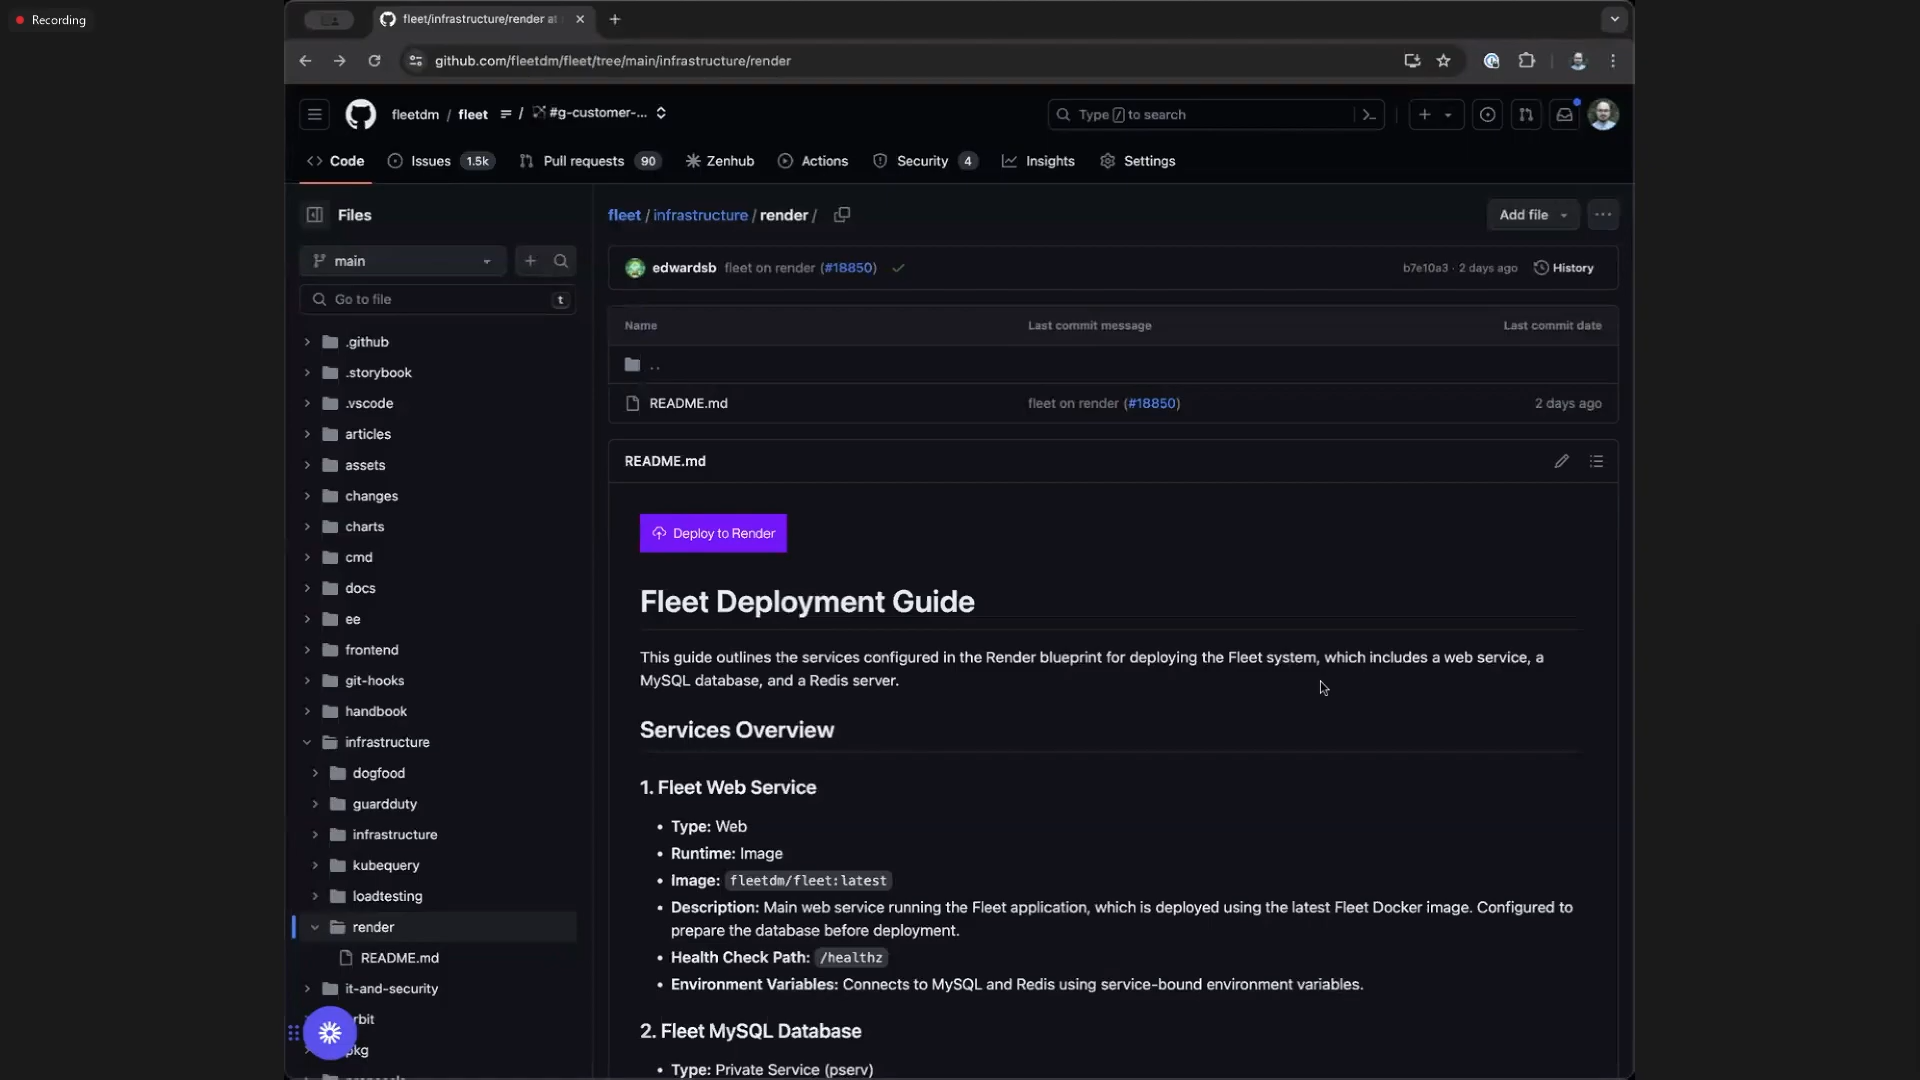 Recording
fleet/infrastructure/render at
github.com/fleetdm/fleet/tree/main/infrastructure/render
fleetdm / fleet / #g-customer-...
Type / to search
+
Code
Issues 1.5k
Pull requests 90
Zenhub
Actions
Security 4
Insights
Settings
Files
main
Go to file
t
.github
.storybook
.vscode
articles
assets
changes
charts
cmd
docs
ee
frontend
git-hooks
handbook
infrastructure
dogfood
guardduty
infrastructure
kubequery
loadtesting
render
README.md
it-and-security
rbit
pkg
fleet / infrastructure / render /
Add file
...
edwardsb fleet on render (#18850)
b7e10a3 · 2 days ago
History
Name Last commit message Last commit date
..
README.md fleet on render (#18850) 2 days ago
README.md
Deploy to Render
Fleet Deployment Guide
This guide outlines the services configured in the Render blueprint for deploying the Fleet system, which includes a web service, a
MySQL database, and a Redis server.
Services Overview
1. Fleet Web Service
• Type: Web
• Runtime: Image
• Image: fleetdm/fleet:latest
• Description: Main web service running the Fleet application, which is deployed using the latest Fleet Docker image. Configured to
prepare the database before deployment.
• Health Check Path: /healthz
• Environment Variables: Connects to MySQL and Redis using service-bound environment variables.
2. Fleet MySQL Database
• Type: Private Service (pserv)